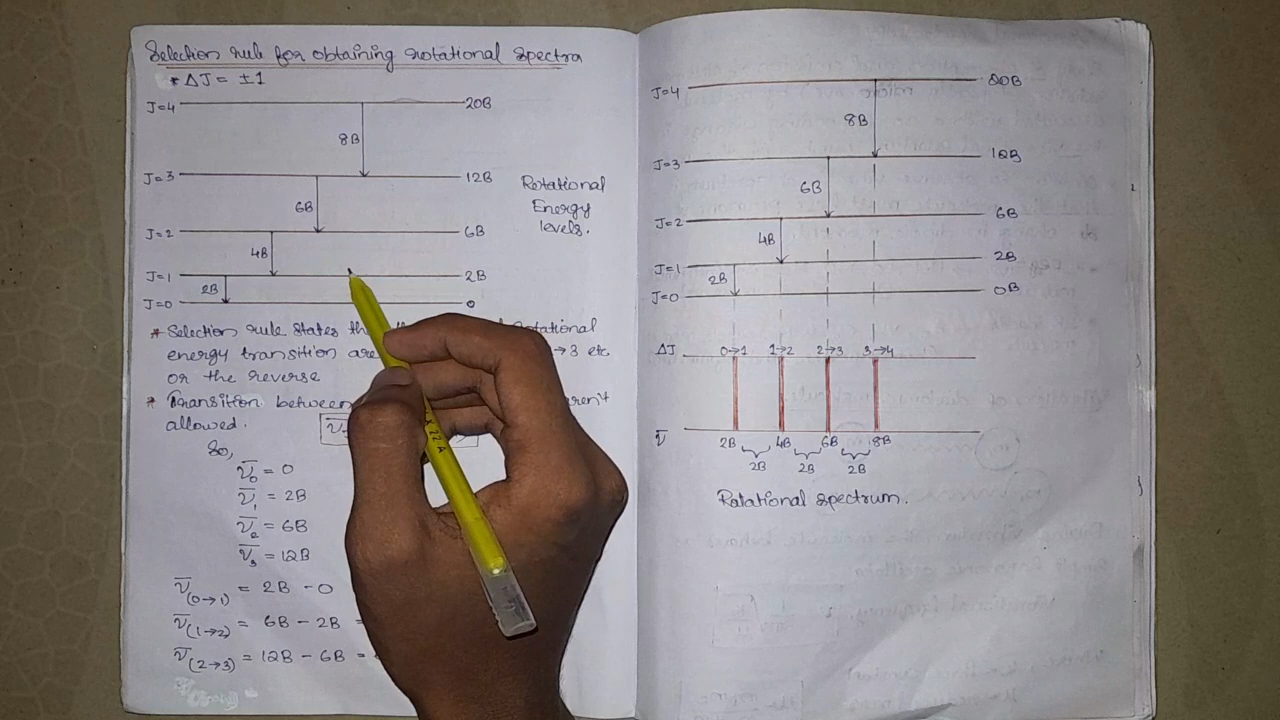 Selection rule for obtaining rotational spectra
* ΔJ = ±1
J=4 20B
8B
J=3 12B
6B
J=2 6B
4B
J=1 2B
2B
J=0 0
Rotational
Energy
levels.
* Selection rule states rotational
energy transition are →3 etc
or the reverse
* Transition between
allowed.
So,
ν̅₀ = 0
ν̅₁ = 2B
ν̅₂ = 6B
ν̅₃ = 12B
ν̅(0→1) = 2B - 0
ν̅(1→2) = 6B - 2B =
ν̅(2→3) = 12B - 6B =
J=4 20B
8B
J=3 12B
6B
J=2 6B
4B
J=1 2B
2B
J=0 0B
ΔJ 0→1 1→2 2→3 3→4
ν̅ 2B 4B 6B 8B
2B 2B 2B
Rotational spectrum.